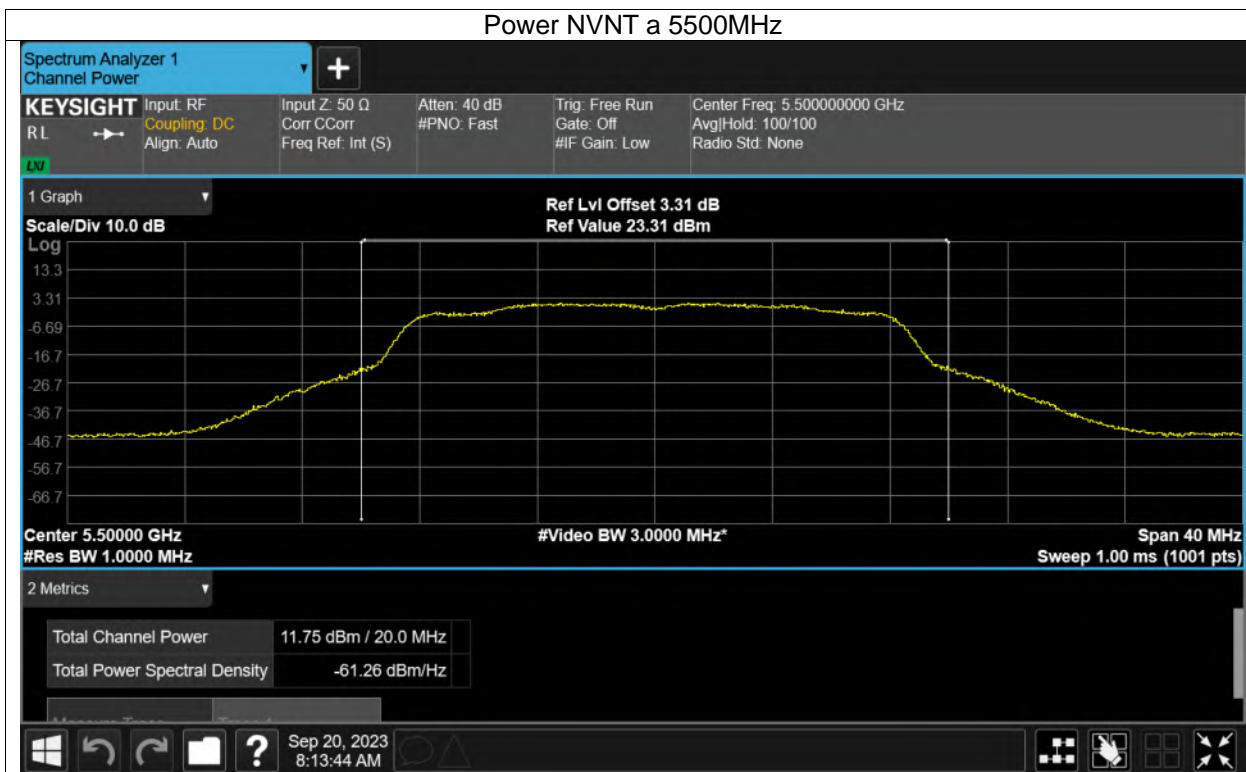 Power NVNT a 5500MHz
Spectrum Analyzer 1
Channel Power
KEYSIGHT
RL
LXI
Input: RF
Coupling: DC
Align: Auto
Input Z: 50 Ω
Corr CCorr
Freq Ref: Int (S)
Atten: 40 dB
#PNO: Fast
Trig: Free Run
Gate: Off
#IF Gain: Low
Center Freq: 5.500000000 GHz
Avg|Hold: 100/100
Radio Std: None
1 Graph
Scale/Div 10.0 dB
Ref Lvl Offset 3.31 dB
Ref Value 23.31 dBm
Log
13.3
3.31
-6.69
-16.7
-26.7
-36.7
-46.7
-56.7
-66.7
Center 5.50000 GHz
#Res BW 1.0000 MHz
#Video BW 3.0000 MHz*
Span 40 MHz
Sweep 1.00 ms (1001 pts)
2 Metrics
Total Channel Power 11.75 dBm / 20.0 MHz
Total Power Spectral Density -61.26 dBm/Hz
?
Sep 20, 2023
8:13:44 AM